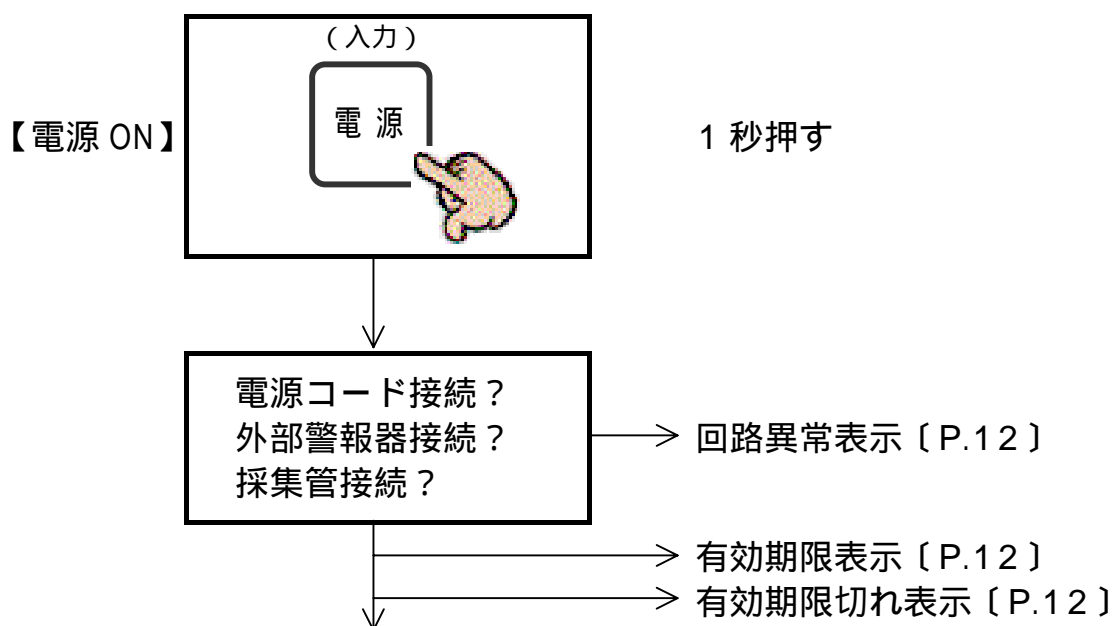 （入力）
電 源
【電源 ON】
1 秒押す
電源コード接続？
外部警報器接続？
採集管接続？
回路異常表示〔P.12〕
有効期限表示〔P.12〕
有効期限切れ表示〔P.12〕